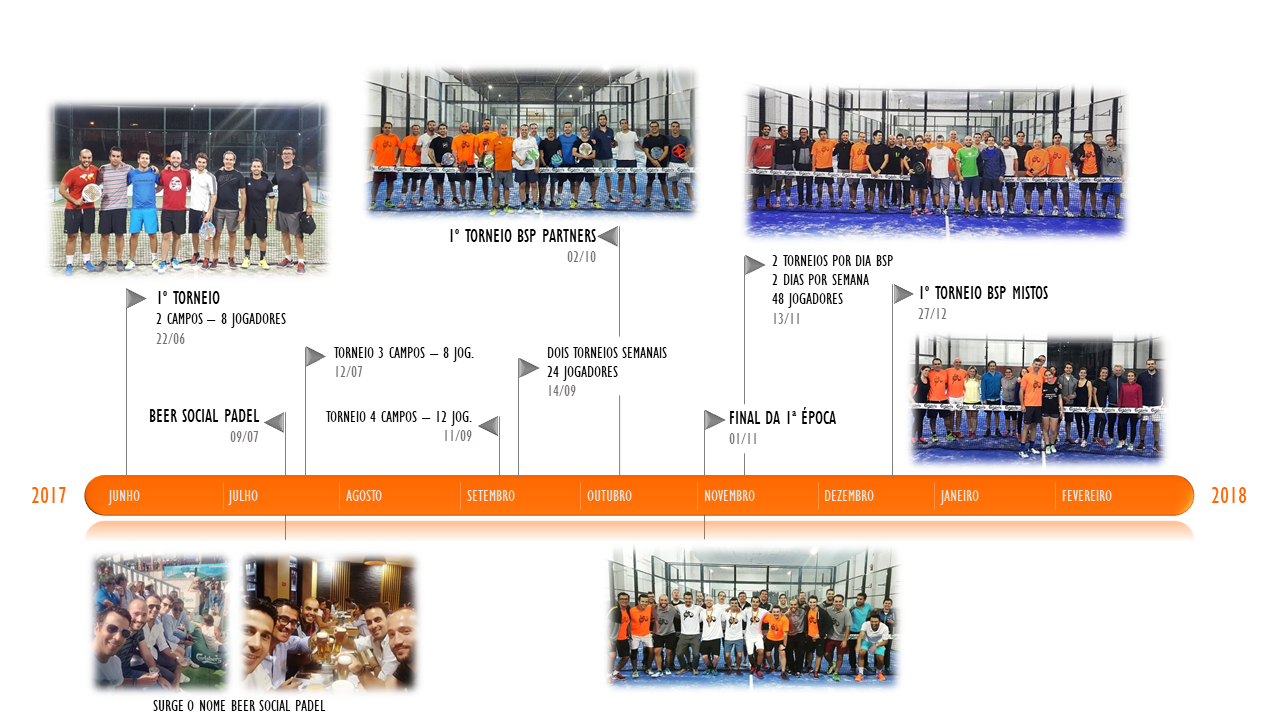 1º TORNEIO BSP PARTNERS
02/10
2 TORNEIOS POR DIA BSP
2 DIAS POR SEMANA
48 JOGADORES
13/11
1º TORNEIO BSP MISTOS
27/12
1º TORNEIO
2 CAMPOS – 8 JOGADORES
22/06
TORNEIO 3 CAMPOS – 8 JOG.
12/07
DOIS TORNEIOS SEMANAIS
24 JOGADORES
14/09
BEER SOCIAL PADEL
09/07
TORNEIO 4 CAMPOS – 12 JOG.
11/09
FINAL DA 1ª ÉPOCA
01/11
2017
JUNHO
JULHO
AGOSTO
SETEMBRO
OUTUBRO
NOVEMBRO
DEZEMBRO
JANEIRO
FEVEREIRO
2018
Carlsberg
SURGE O NOME BEER SOCIAL PADEL